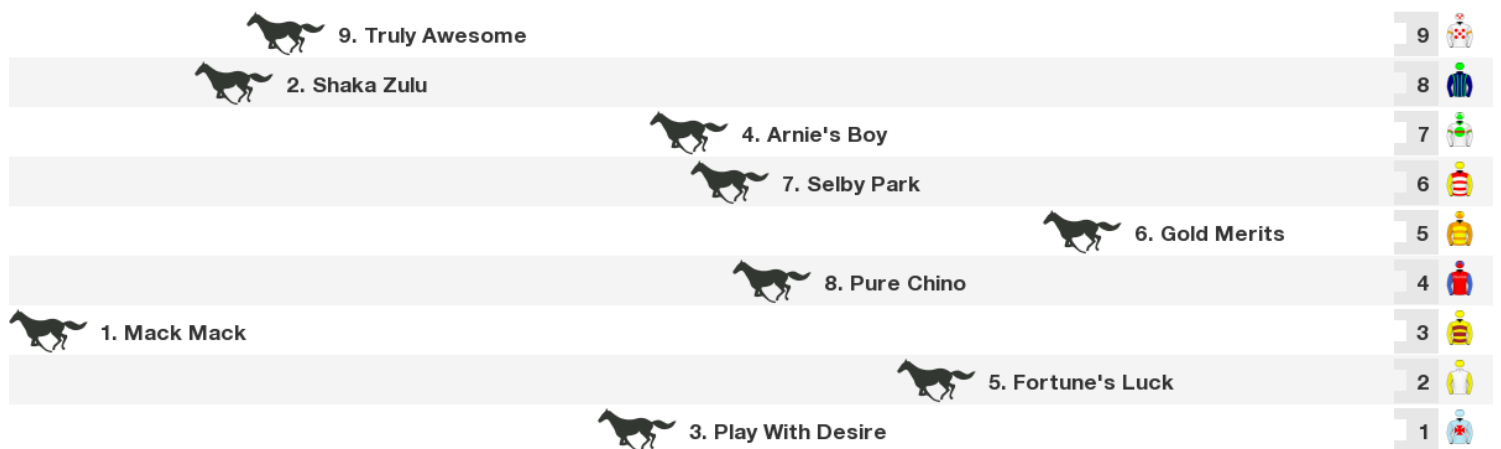 9. Truly Awesome 9
2. Shaka Zulu 8
4. Arnie's Boy 7
7. Selby Park 6
6. Gold Merits 5
8. Pure Chino 4
1. Mack Mack 3
5. Fortune's Luck 2
3. Play With Desire 1